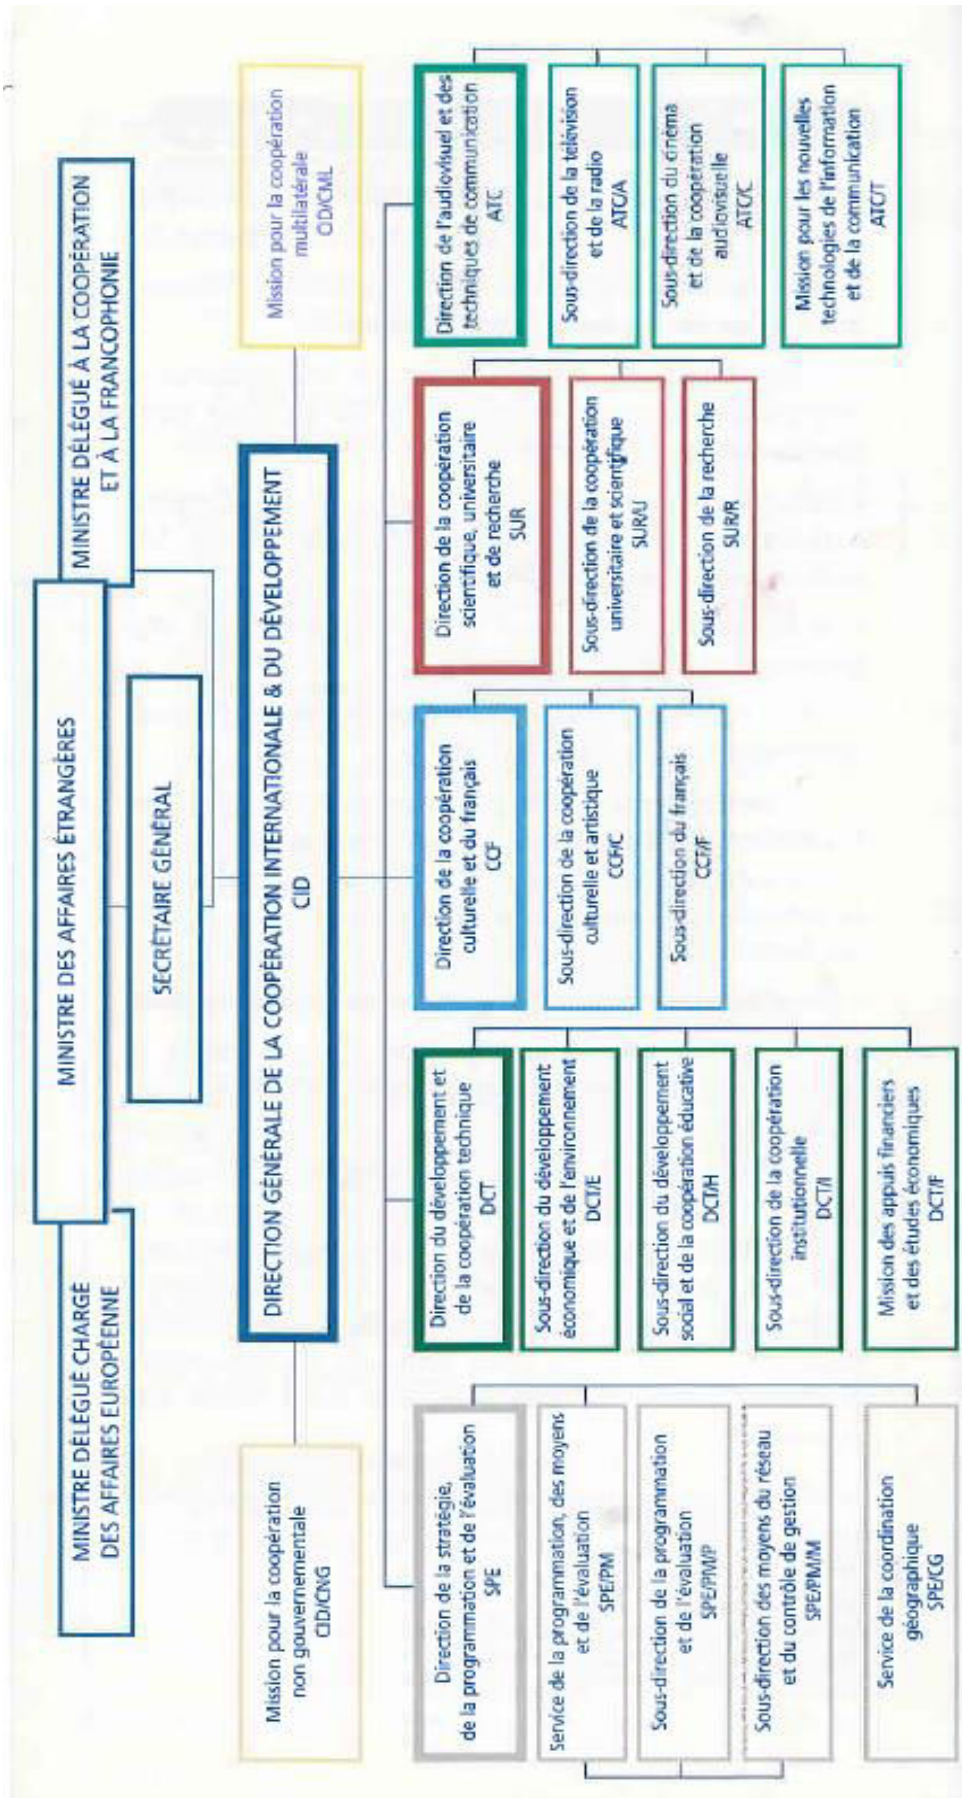 MINISTRE DÉLÉGUÉ CHARGÉ
DES AFFAIRES EUROPÉENNE
MINISTRE DES AFFAIRES ÉTRANGÈRES
MINISTRE DÉLÉGUÉ À LA COOPÉRATION
ET À LA FRANCOPHONIE
SECRÉTAIRE GÉNÉRAL
Mission pour la coopération
non gouvernementale
CID/CNG
DIRECTION GÉNÉRALE DE LA COOPÉRATION INTERNATIONALE & DU DÉVELOPPEMENT
CID
Mission pour la coopération
multilatérale
CID/CML
Direction de la stratégie,
de la programmation et de l'évaluation
SPE
Service de la programmation, des moyens
et de l'évaluation
SPE/PM
Sous-direction de la programmation
et de l'évaluation
SPE/PM/P
Sous-direction des moyens du réseau
et du contrôle de gestion
SPE/PM/M
Service de la coordination
géographique
SPE/CG
Direction du développement et
de la coopération technique
DCT
Sous-direction du développement
économique et de l'environnement
DCT/E
Sous-direction du développement
social et de la coopération éducative
DCT/H
Sous-direction de la coopération
institutionnelle
DCT/I
Mission des appuis financiers
et des études économiques
DCT/F
Direction de la coopération
culturelle et du français
CCF
Sous-direction de la coopération
culturelle et artistique
CCF/C
Sous-direction du français
CCF/F
Direction de la coopération
scientifique, universitaire
et de recherche
SUR
Sous-direction de la coopération
universitaire et scientifique
SUR/U
Sous-direction de la recherche
SUR/R
Direction de l'audiovisuel et des
techniques de communication
ATC
Sous-direction de la télévision
et de la radio
ATC/A
Sous-direction du cinéma
et de la coopération
audiovisuelle
ATC/C
Mission pour les nouvelles
technologies de l'information
et de la communication
ATC/T